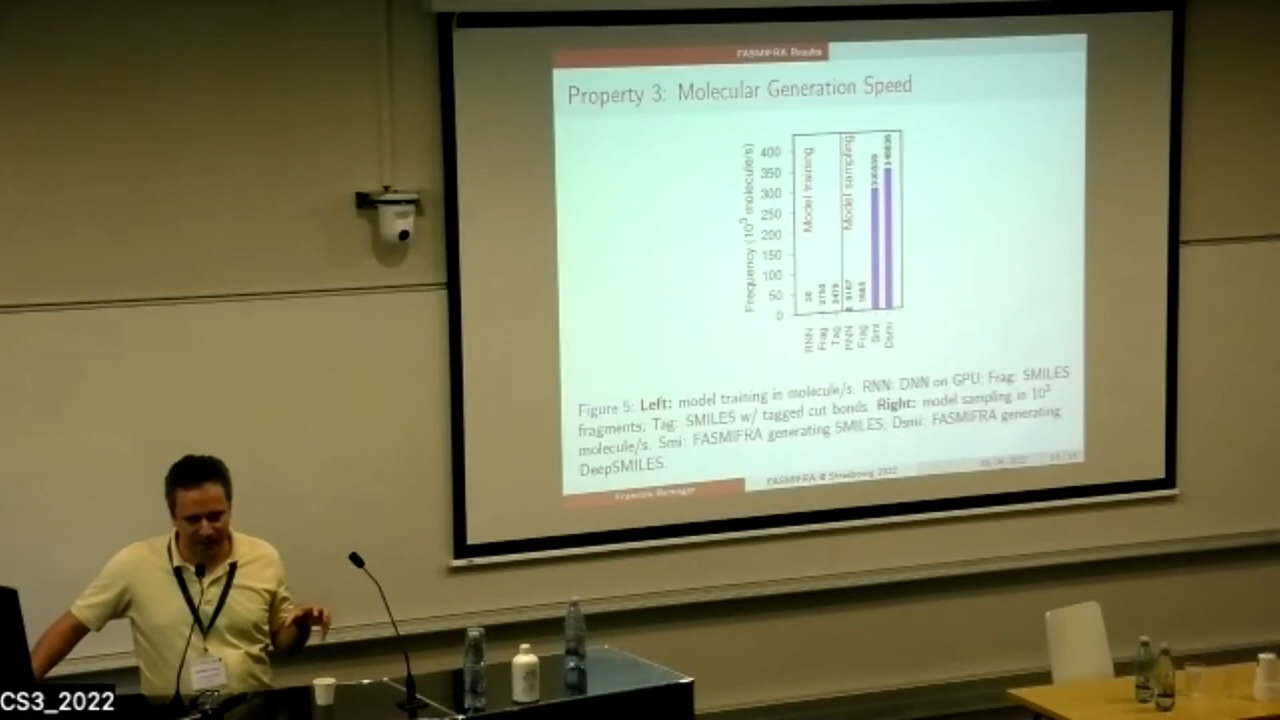 FASMIFRA Results
Property 3: Molecular Generation Speed
Frequency (10³ molecule/s)
400
350
300
250
200
150
100
50
0
Model training
Model sampling
RNN
Frag
Tag
RNN
Frag
Smi
Dsmi
Figure 5: Left: model training in molecule/s. RNN: DNN on GPU; Frag: SMILES
fragments; Tag: SMILES w/ tagged cut bonds. Right: model sampling in 10³
molecule/s. Smi: FASMIFRA generating SMILES; Dsmi: FASMIFRA generating
DeepSMILES.
FASMIFRA @ Strasbourg 2022
CS3_2022